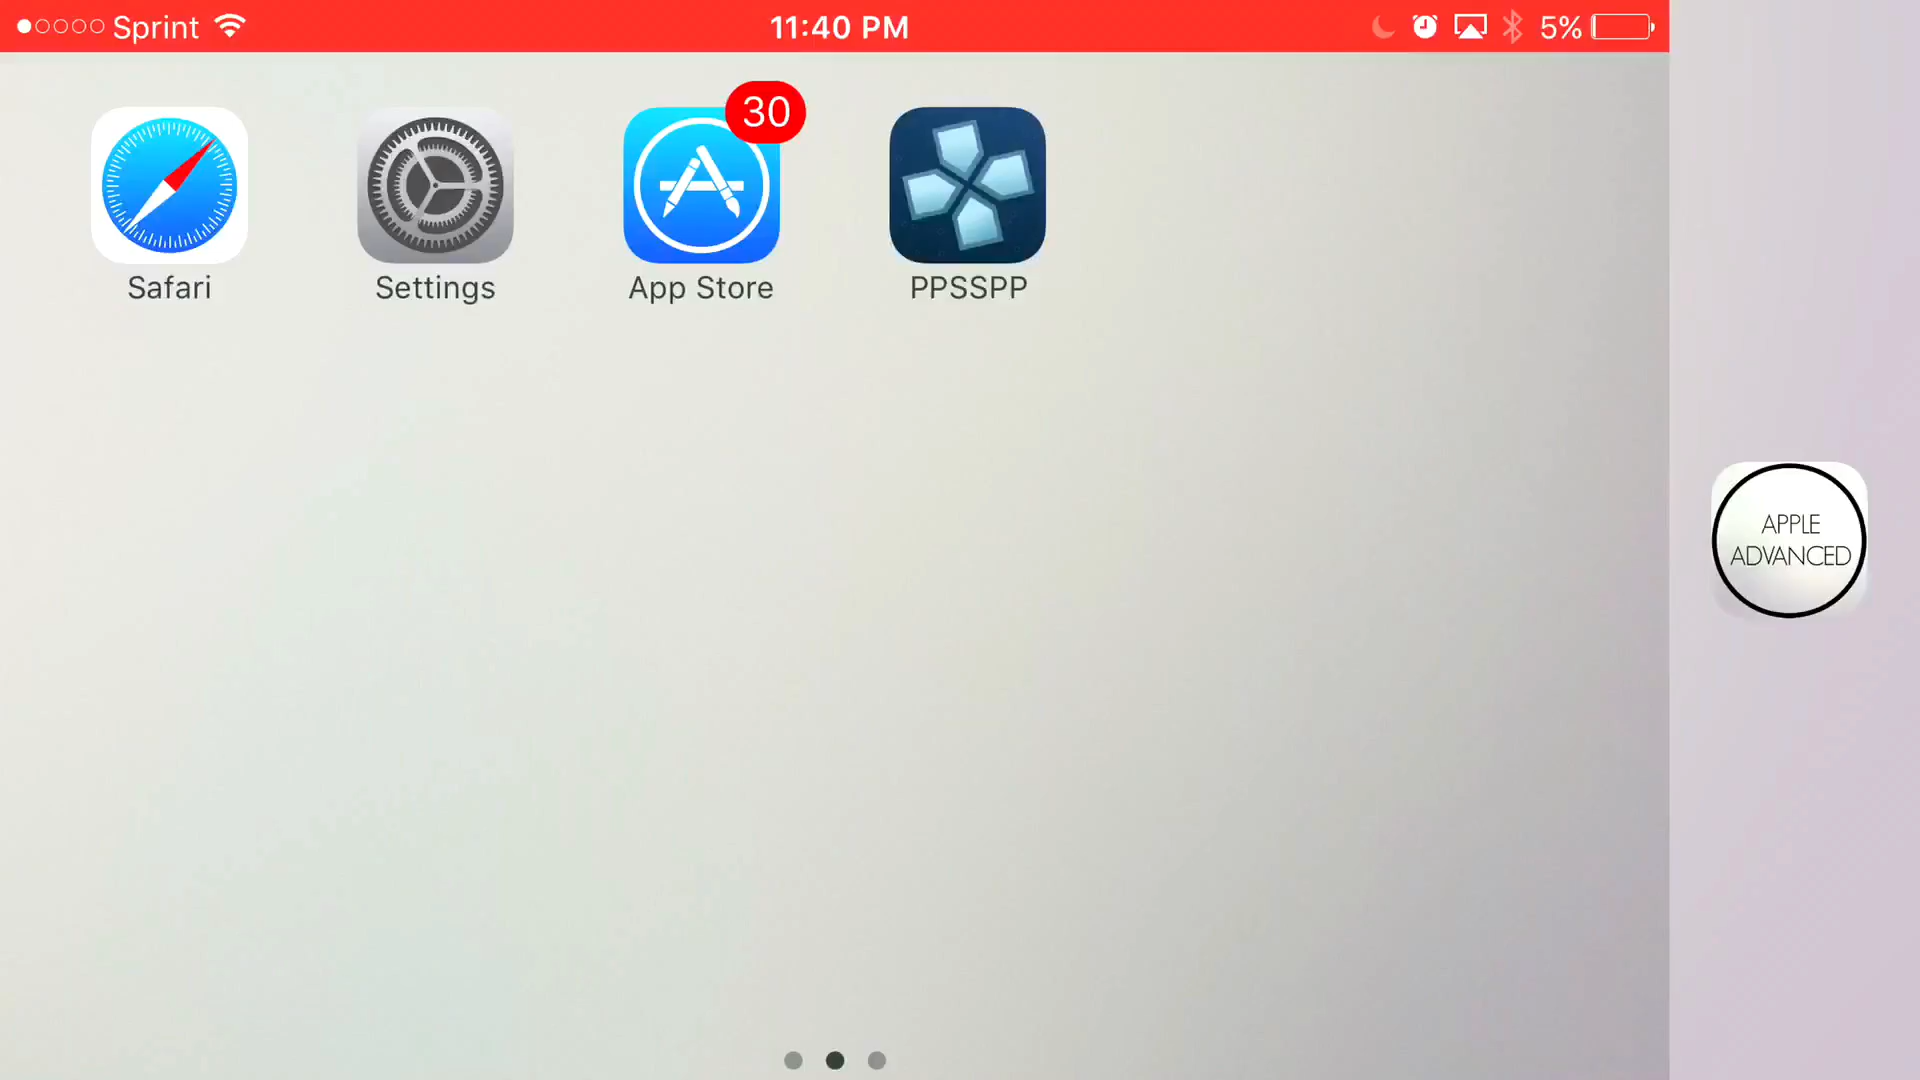 Sprint
11:40 PM
5%
30
Safari
Settings
App Store
PPSSPP
APPLE
ADVANCED